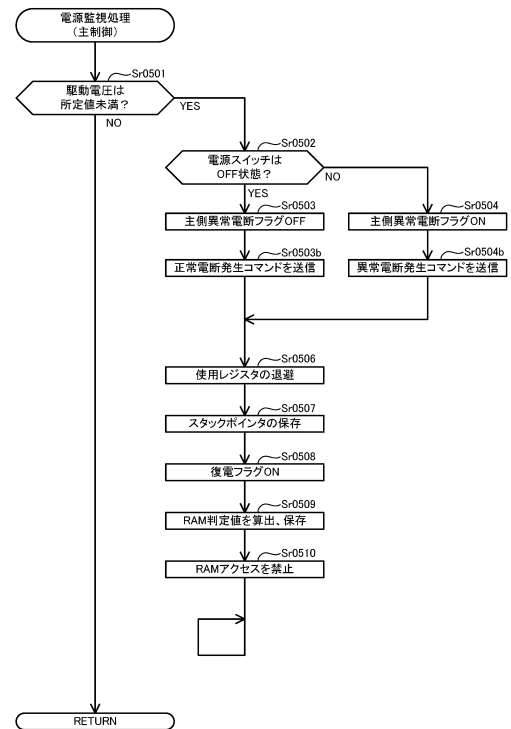 電源監視処理
(主制御)
Sr0501
駆動電圧は
所定値未満？
YES
NO
Sr0502
電源スイッチは
OFF状態？
NO
YES
Sr0503
主側異常電断フラグOFF
Sr0504
主側異常電断フラグON
Sr0503b
正常電断発生コマンドを送信
Sr0504b
異常電断発生コマンドを送信
Sr0506
使用レジスタの退避
Sr0507
スタックポインタの保存
Sr0508
復電フラグON
Sr0509
RAM判定値を算出、保存
Sr0510
RAMアクセスを禁止
RETURN